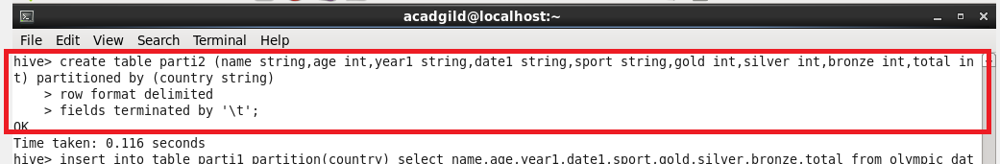 acadgild@localhost:~
File Edit View Search Terminal Help
hive> create table parti2 (name string,age int,year1 string,date1 string,sport string,gold int,silver int,bronze int,total in
t) partitioned by (country string)
    > row format delimited
    > fields terminated by '\t';
OK
Time taken: 0.116 seconds
hive> insert into table parti1 partition(country) select name,age,year1,date1,sport,gold,silver,bronze,total from olympic_dat